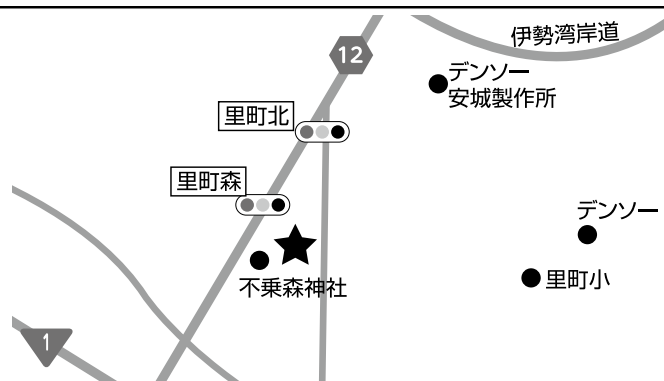 伊勢湾岸道
12
デンソー
安城製作所
里町北
里町森
デンソー
不乗森神社
里町小
1